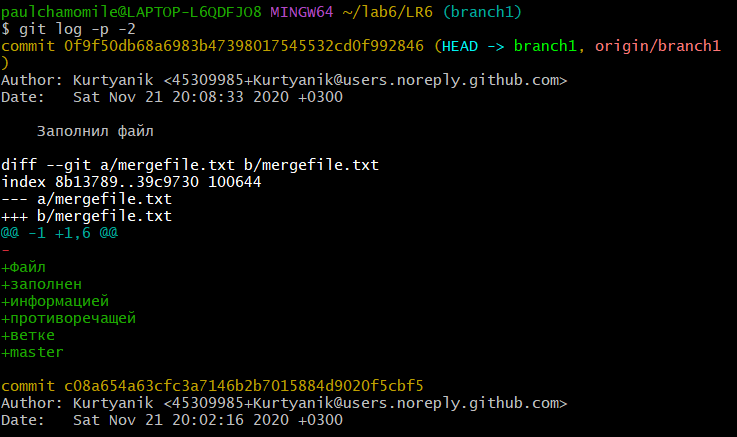 paulchamomile@LAPTOP-L6QDFJO8 MINGW64 ~/lab6/LR6 (branch1)
$ git log -p -2
commit 0f9f50db68a6983b47398017545532cd0f992846 (HEAD -> branch1, origin/branch1
)
Author: Kurtyanik <45309985+Kurtyanik@users.noreply.github.com>
Date:   Sat Nov 21 20:08:33 2020 +0300
    Заполнил файл
diff --git a/mergefile.txt b/mergefile.txt
index 8b13789..39c9730 100644
--- a/mergefile.txt
+++ b/mergefile.txt
@@ -1 +1,6 @@
-
+Файл
+заполнен
+информацией
+противоречащей
+ветке
+master
commit c08a654a63cfc3a7146b2b7015884d9020f5cbf5
Author: Kurtyanik <45309985+Kurtyanik@users.noreply.github.com>
Date:   Sat Nov 21 20:02:16 2020 +0300